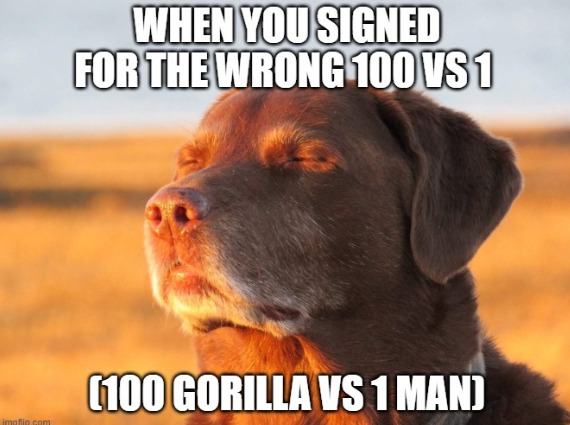 WHEN YOU SIGNED
FOR THE WRONG 100 VS 1
(100 GORILLA VS 1 MAN)
imgflip.com